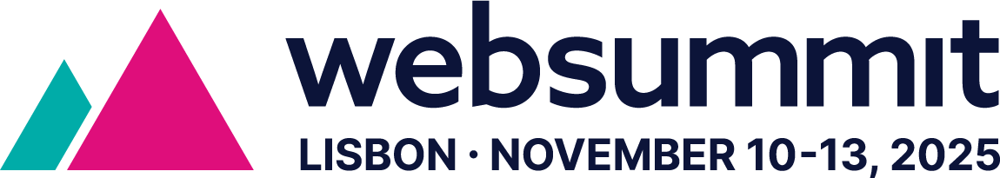 websummit
LISBON · NOVEMBER 10-13, 2025